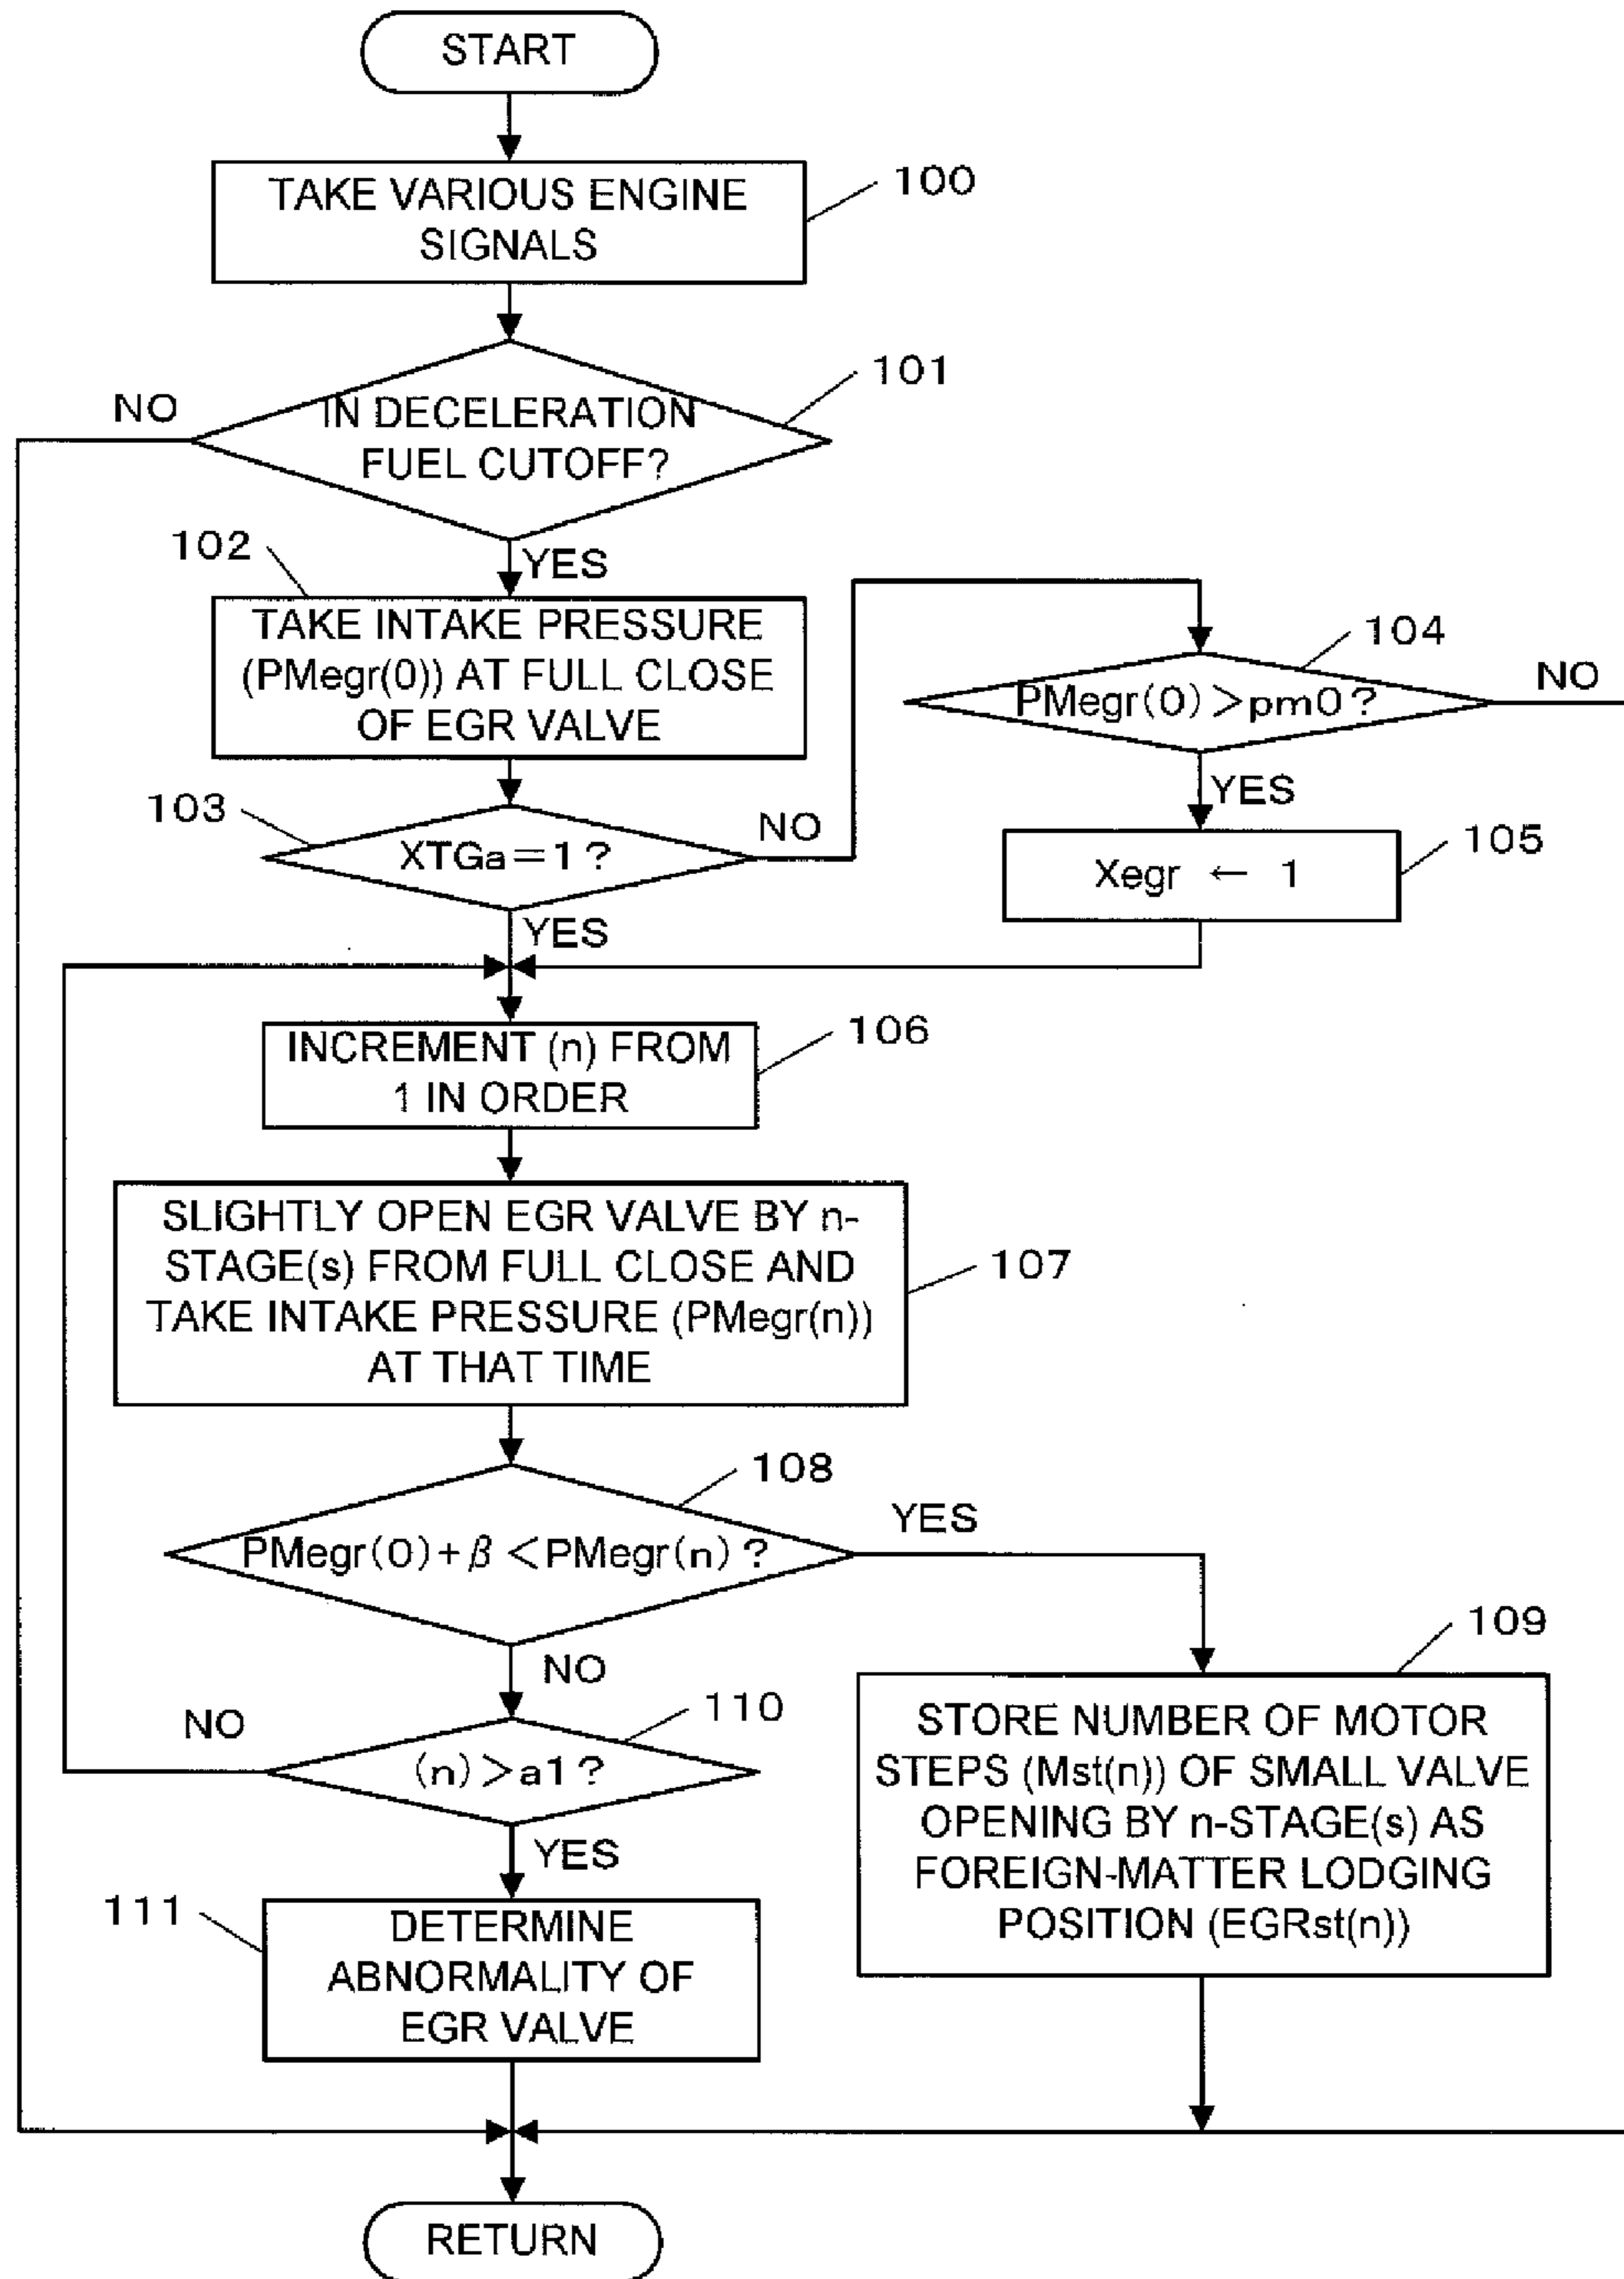 START
TAKE VARIOUS ENGINE
SIGNALS
100
IN DECELERATION
FUEL CUTOFF?
101
NO
YES
102
TAKE INTAKE PRESSURE
(PMegr(0)) AT FULL CLOSE
OF EGR VALVE
103
XTGa=1?
NO
YES
104
PMegr(0)>pm0?
NO
YES
105
Xegr ← 1
INCREMENT (n) FROM
1 IN ORDER
106
SLIGHTLY OPEN EGR VALVE BY n-
STAGE(s) FROM FULL CLOSE AND
TAKE INTAKE PRESSURE (PMegr(n))
AT THAT TIME
107
108
PMegr(0)+β<PMegr(n)?
YES
NO
109
STORE NUMBER OF MOTOR
STEPS (Mst(n)) OF SMALL VALVE
OPENING BY n-STAGE(s) AS
FOREIGN-MATTER LODGING
POSITION (EGRst(n))
110
(n)>a1?
NO
YES
111
DETERMINE
ABNORMALITY OF
EGR VALVE
RETURN